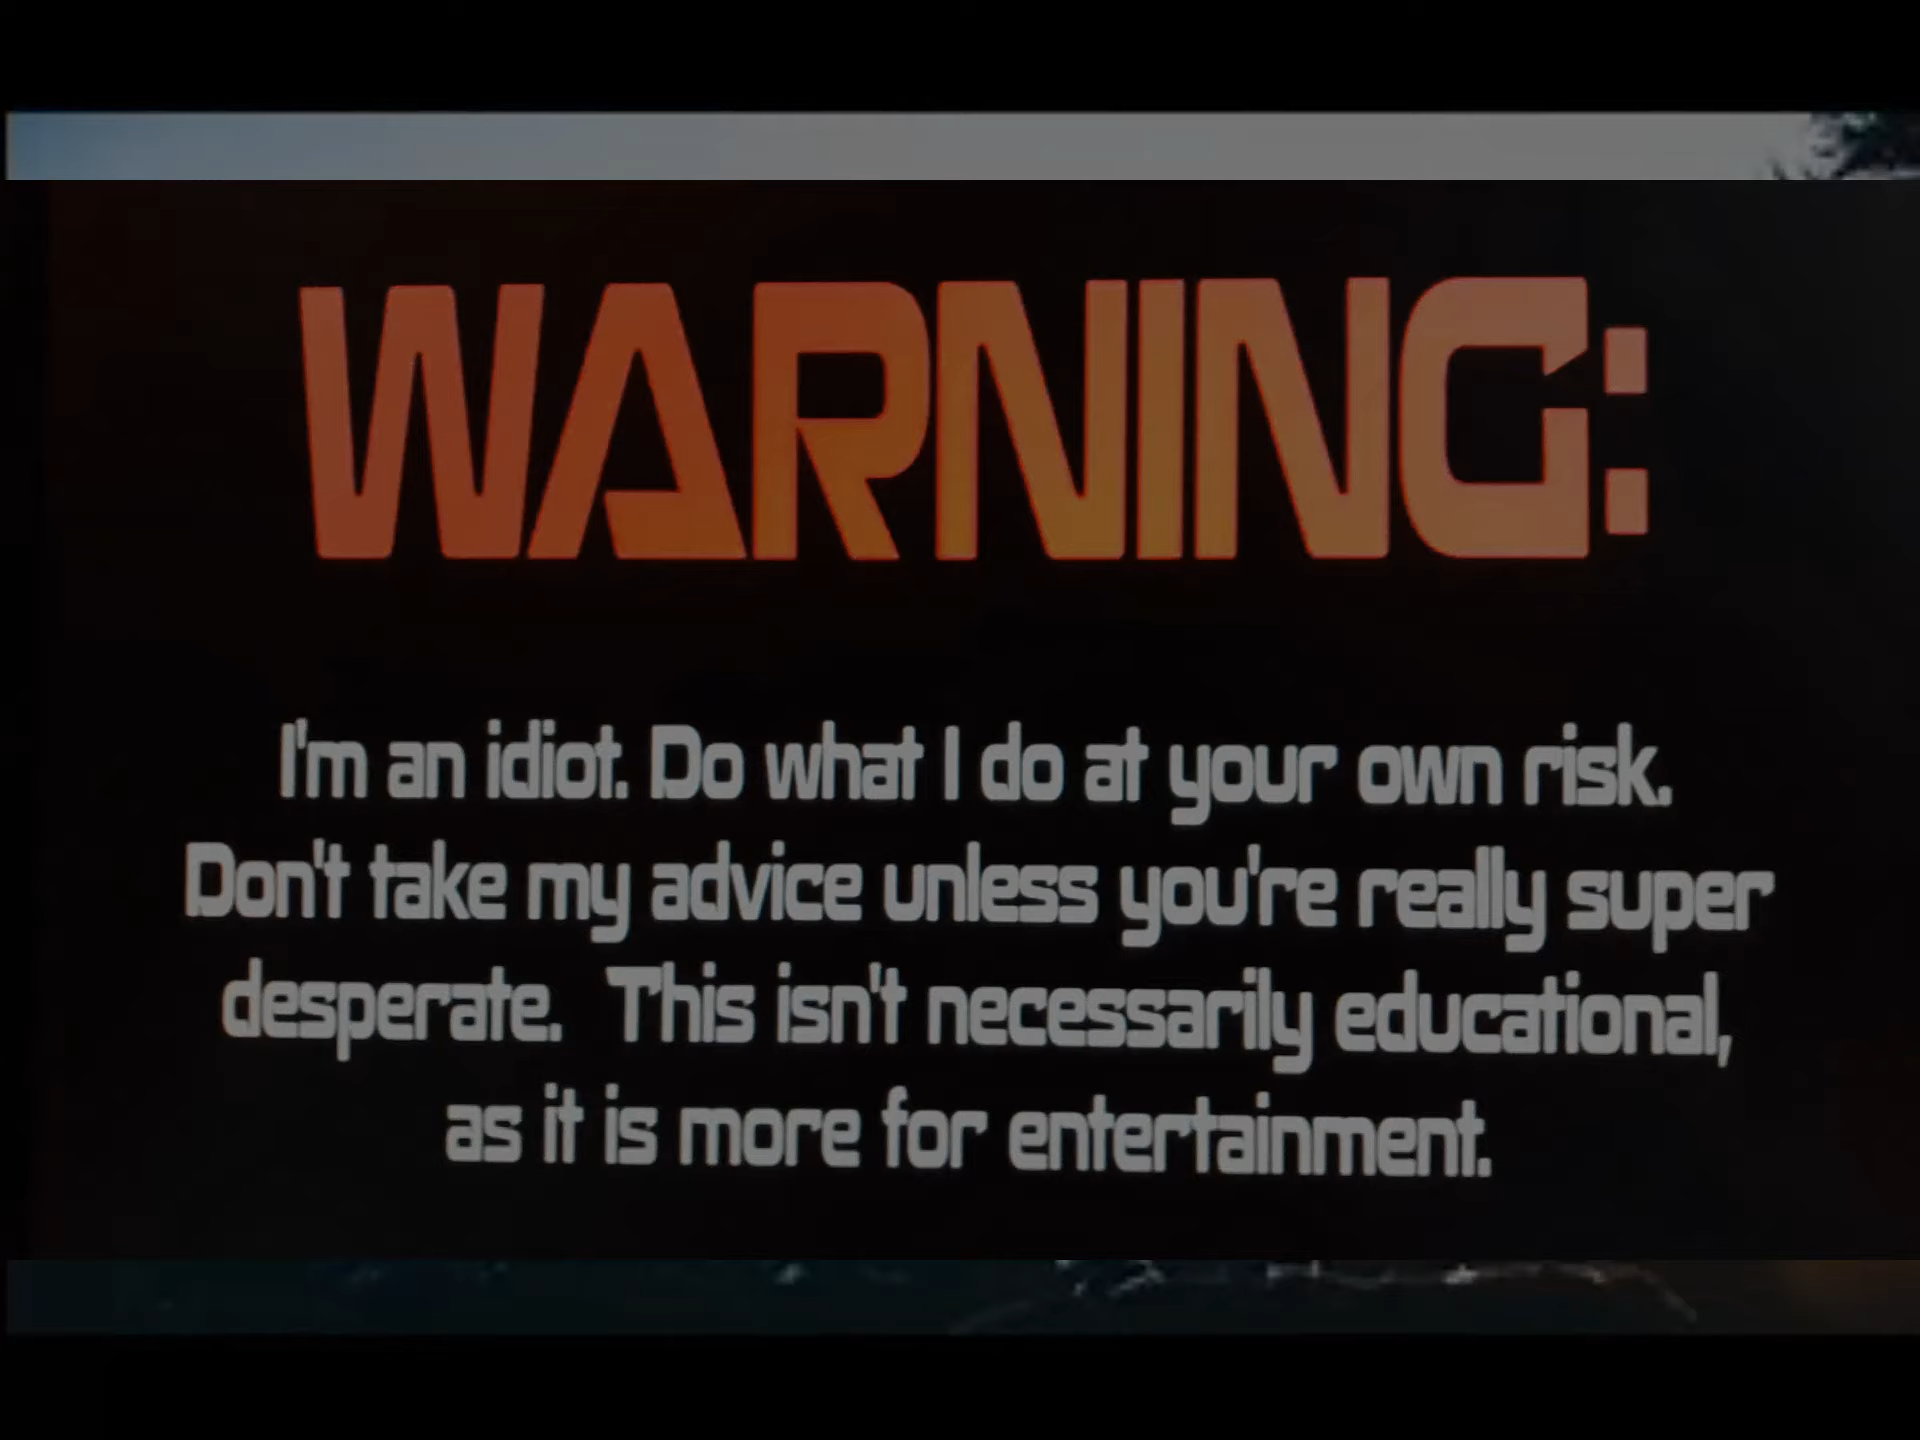 WARNING:
I'm an idiot. Do what I do at your own risk.
Don't take my advice unless you're really super
desperate.  This isn't necessarily educational,
as it is more for entertainment.